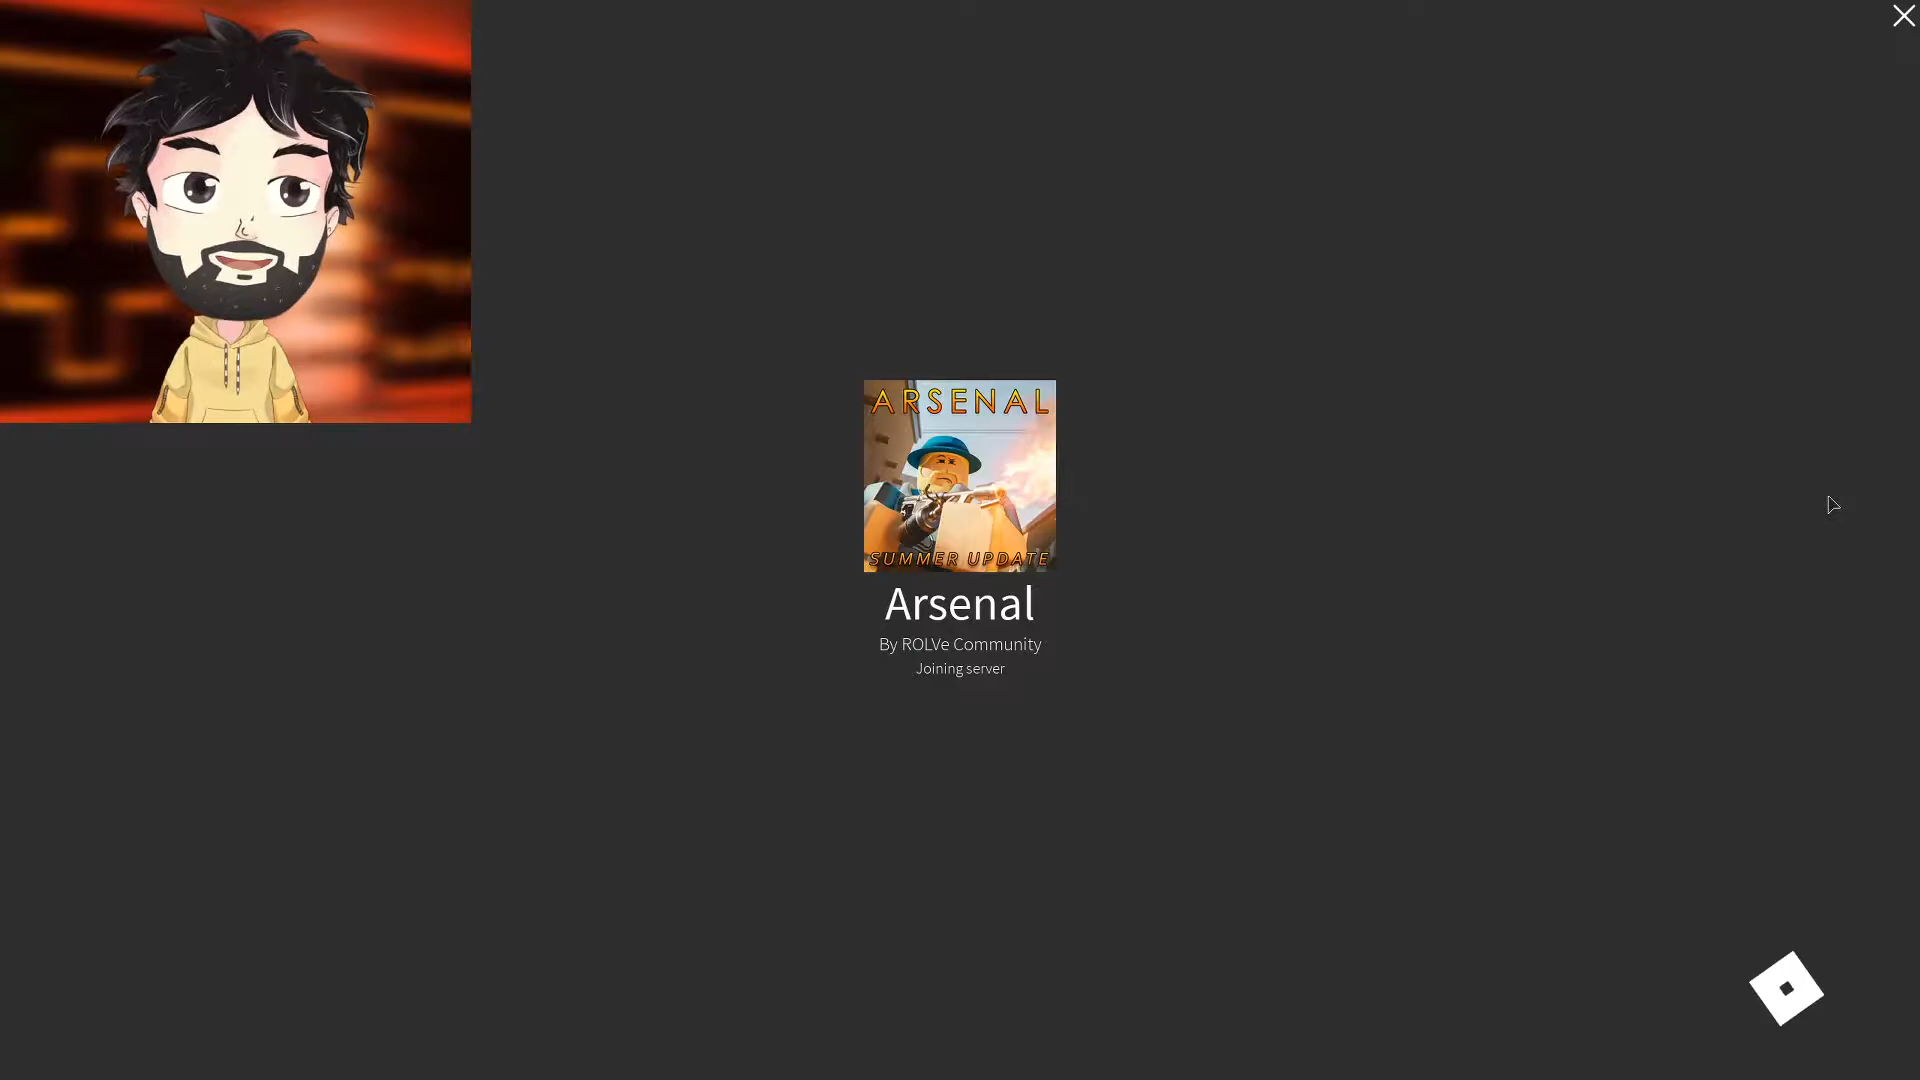 ARSENAL
SUMMER UPDATE
Arsenal
By ROLVe Community
Joining server